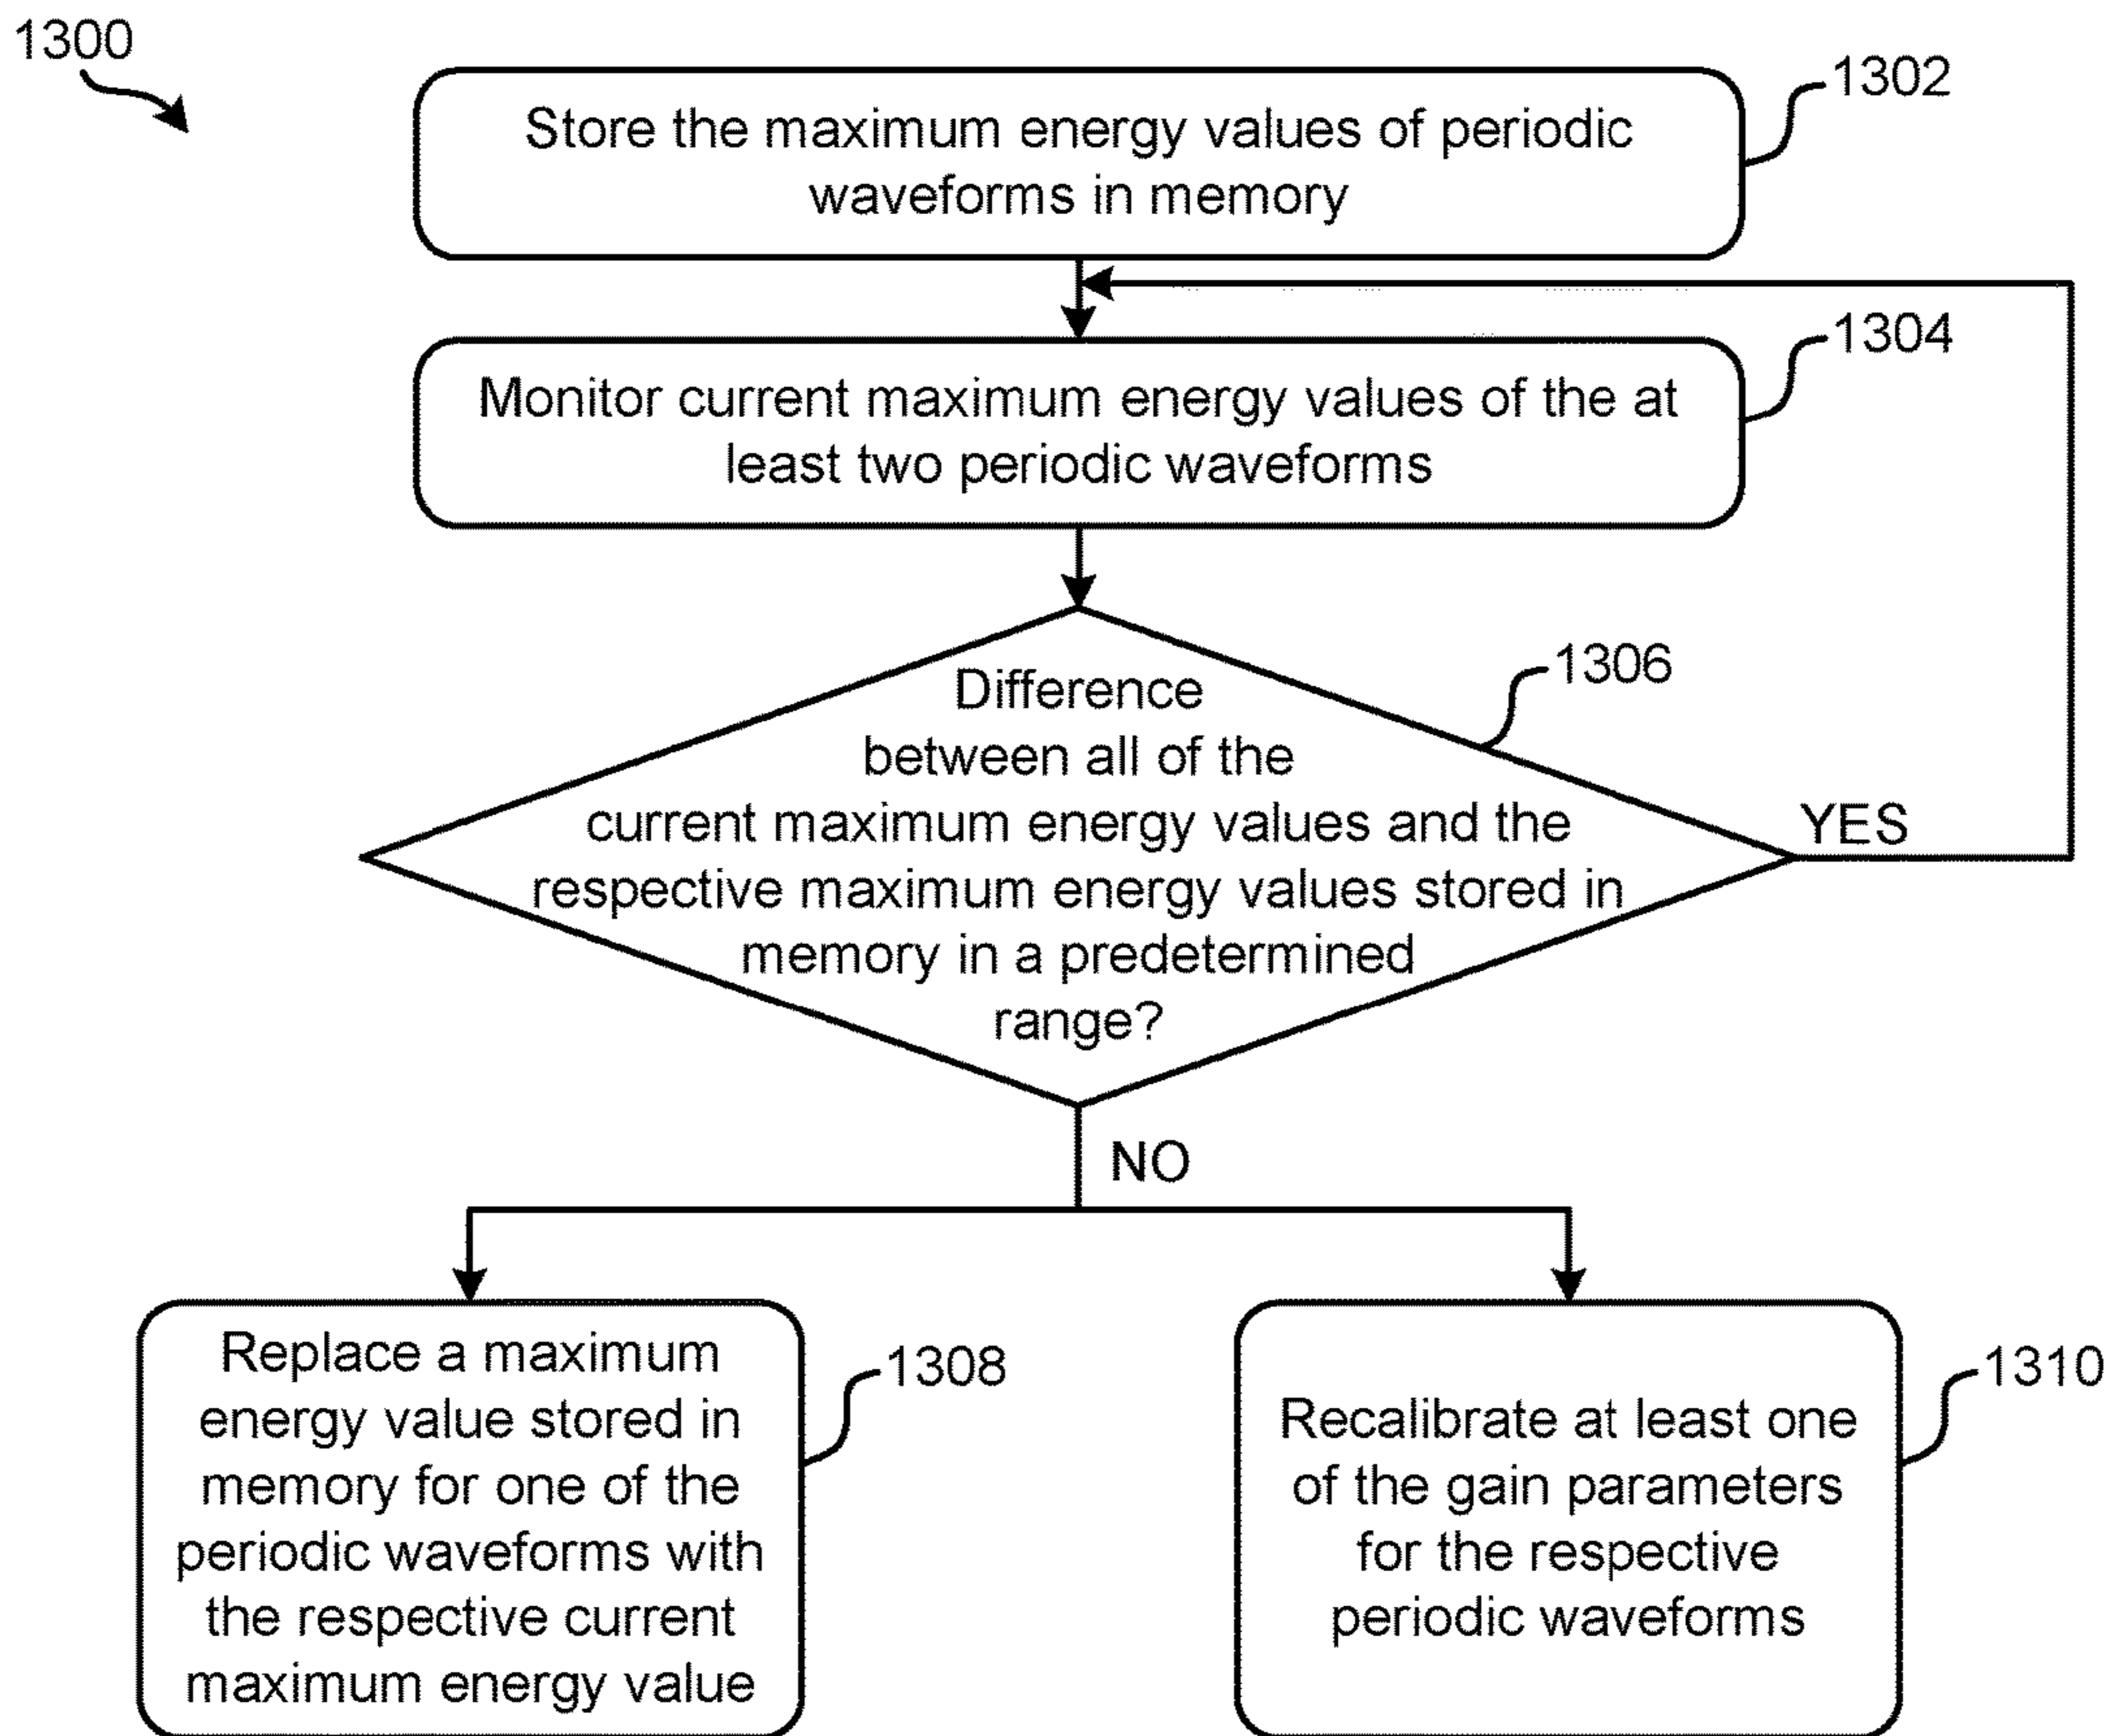 1300
1302
Store the maximum energy values of periodic
waveforms in memory
1304
Monitor current maximum energy values of the at
least two periodic waveforms
1306
Difference
between all of the
current maximum energy values and the
respective maximum energy values stored in
memory in a predetermined
range?
YES
NO
Replace a maximum
energy value stored in
memory for one of the
periodic waveforms with
the respective current
maximum energy value
1308
Recalibrate at least one
of the gain parameters
for the respective
periodic waveforms
1310